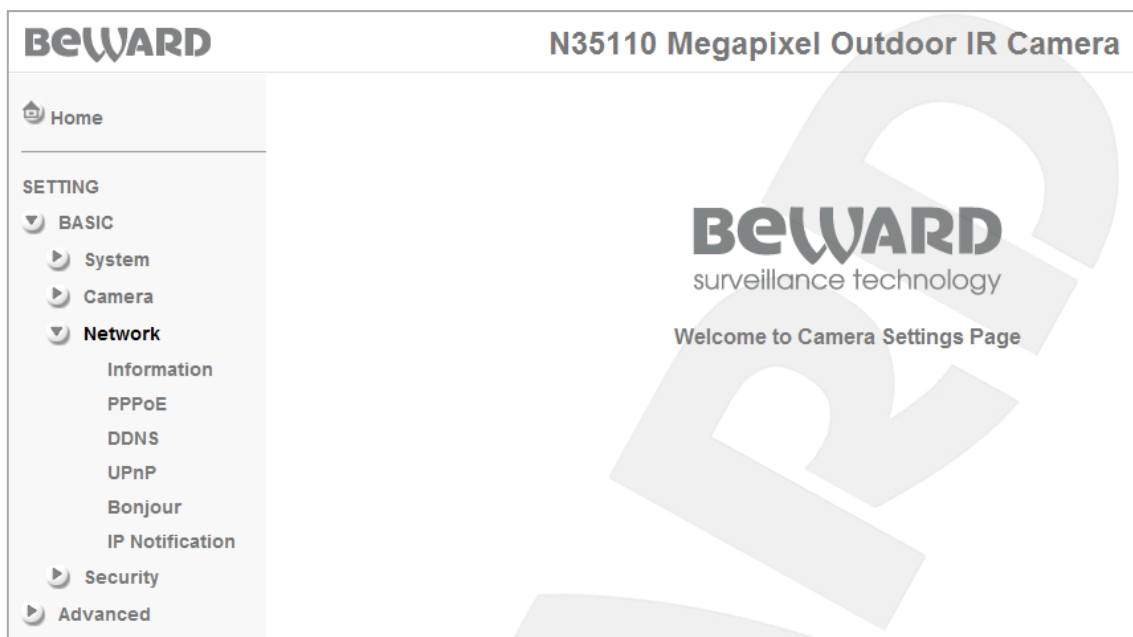 BEWARD
N35110 Megapixel Outdoor IR Camera
Home
SETTING
BASIC
System
Camera
Network
Information
PPPoE
DDNS
UPnP
Bonjour
IP Notification
Security
Advanced
BEWARD
surveillance technology
Welcome to Camera Settings Page